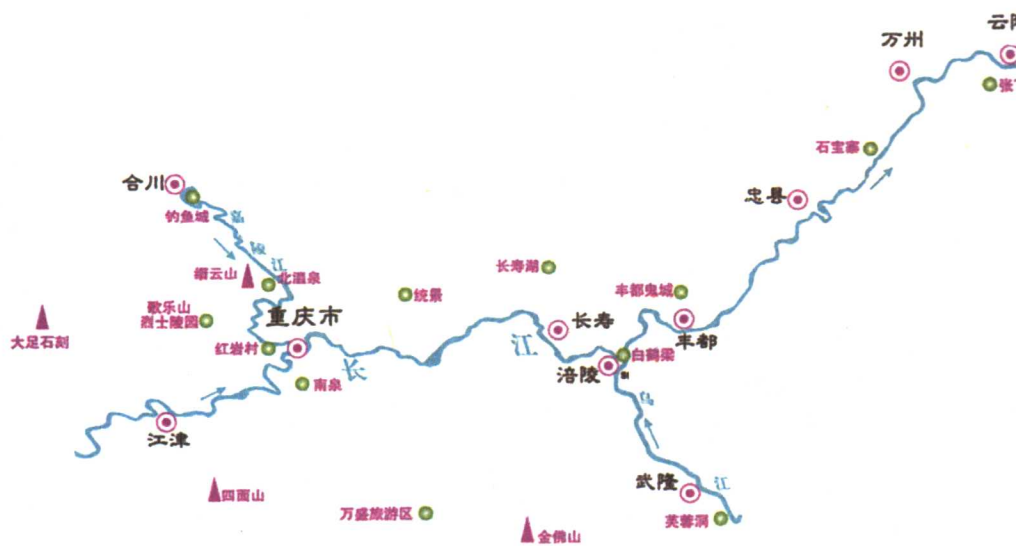 云
万州
张
石宝寨
合川
忠县
钓鱼城
嘉
陵
江
缙云山
北温泉
长寿湖
统景
丰都鬼城
歌乐山
烈士陵园
重庆市
长寿
江
丰都
大足石刻
红岩村
长
白鹤梁
涪陵
南泉
乌
江津
武隆
江
四面山
万盛旅游区
芙蓉洞
金佛山